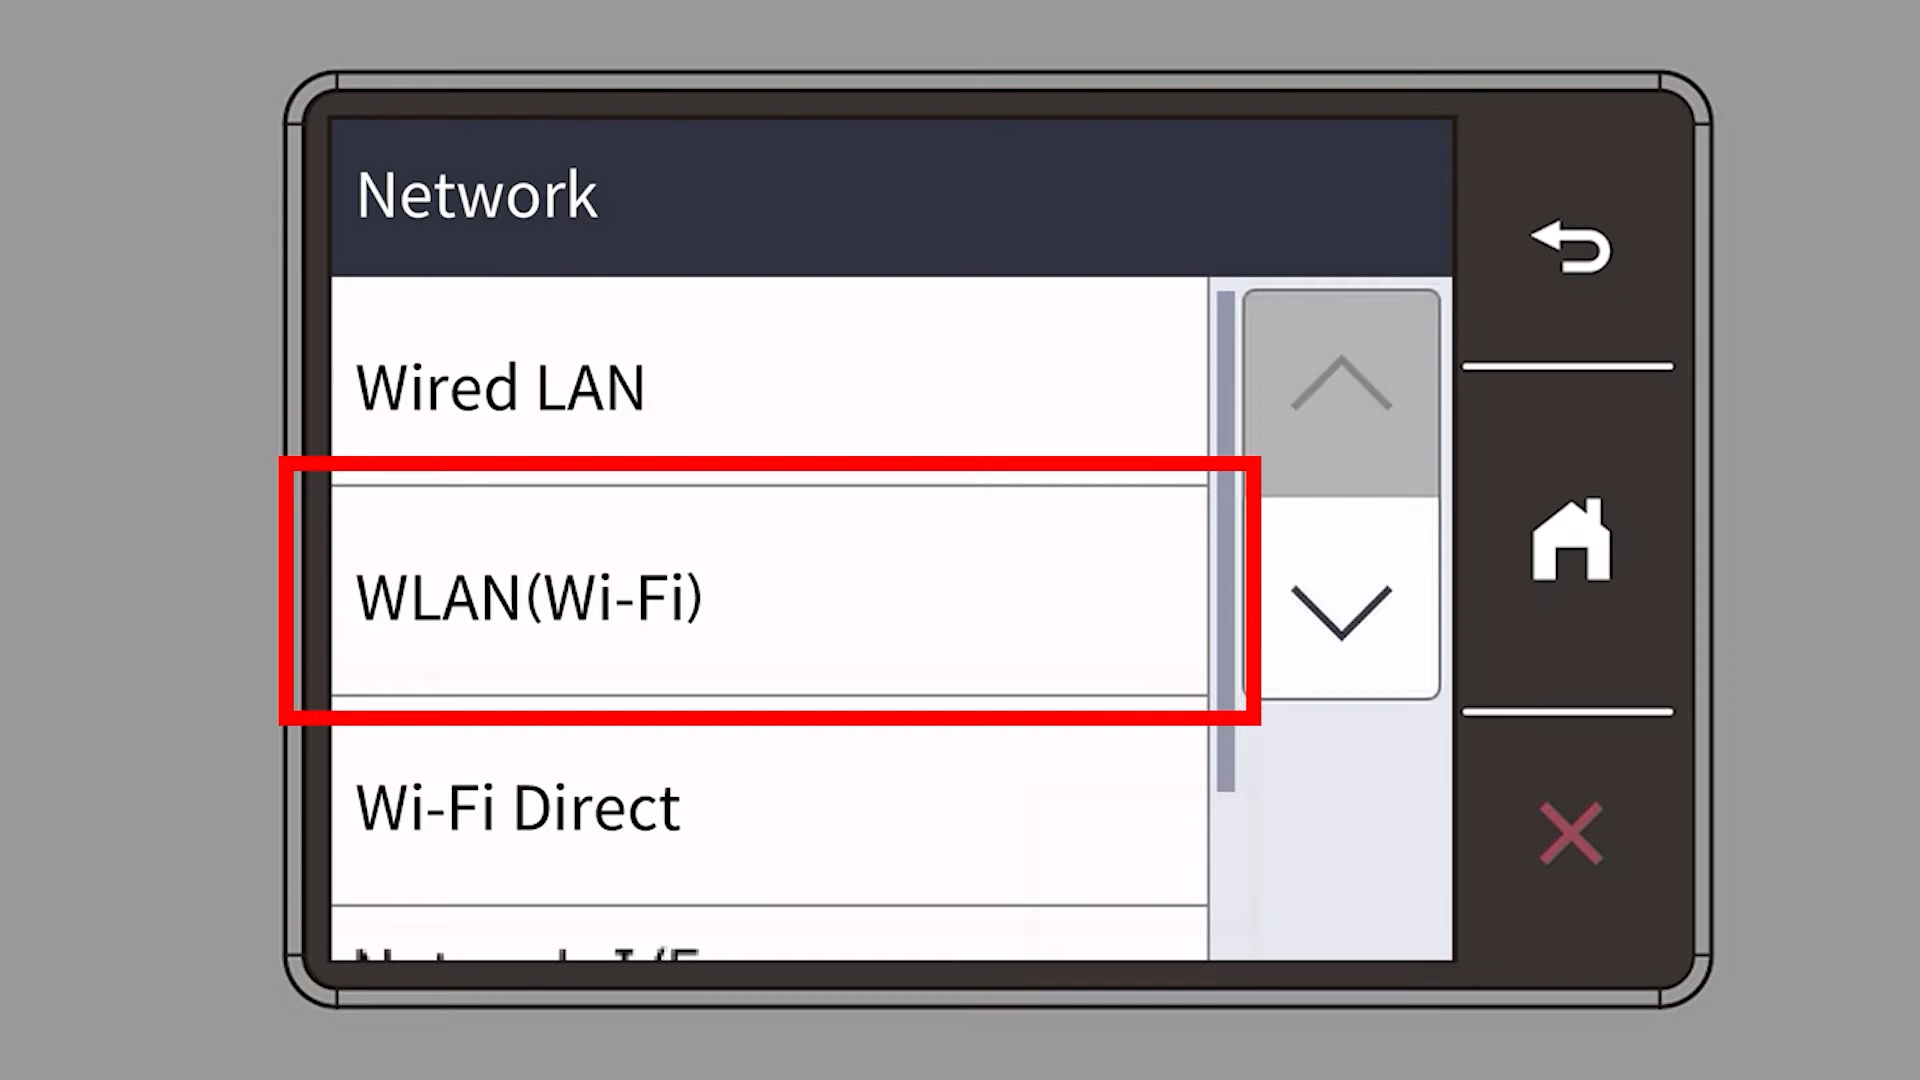 Network
Wired LAN
WLAN(Wi-Fi)
Wi-Fi Direct